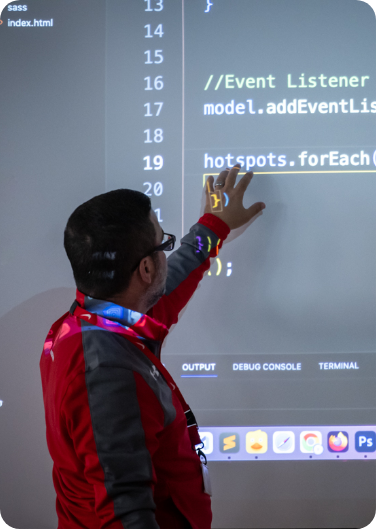 sass
index.html
13 }
14
15
16 //Event Listener
17 model.addEventLis
18
19 hotspots.forEach(
20 })
);
OUTPUT DEBUG CONSOLE TERMINAL
Ps